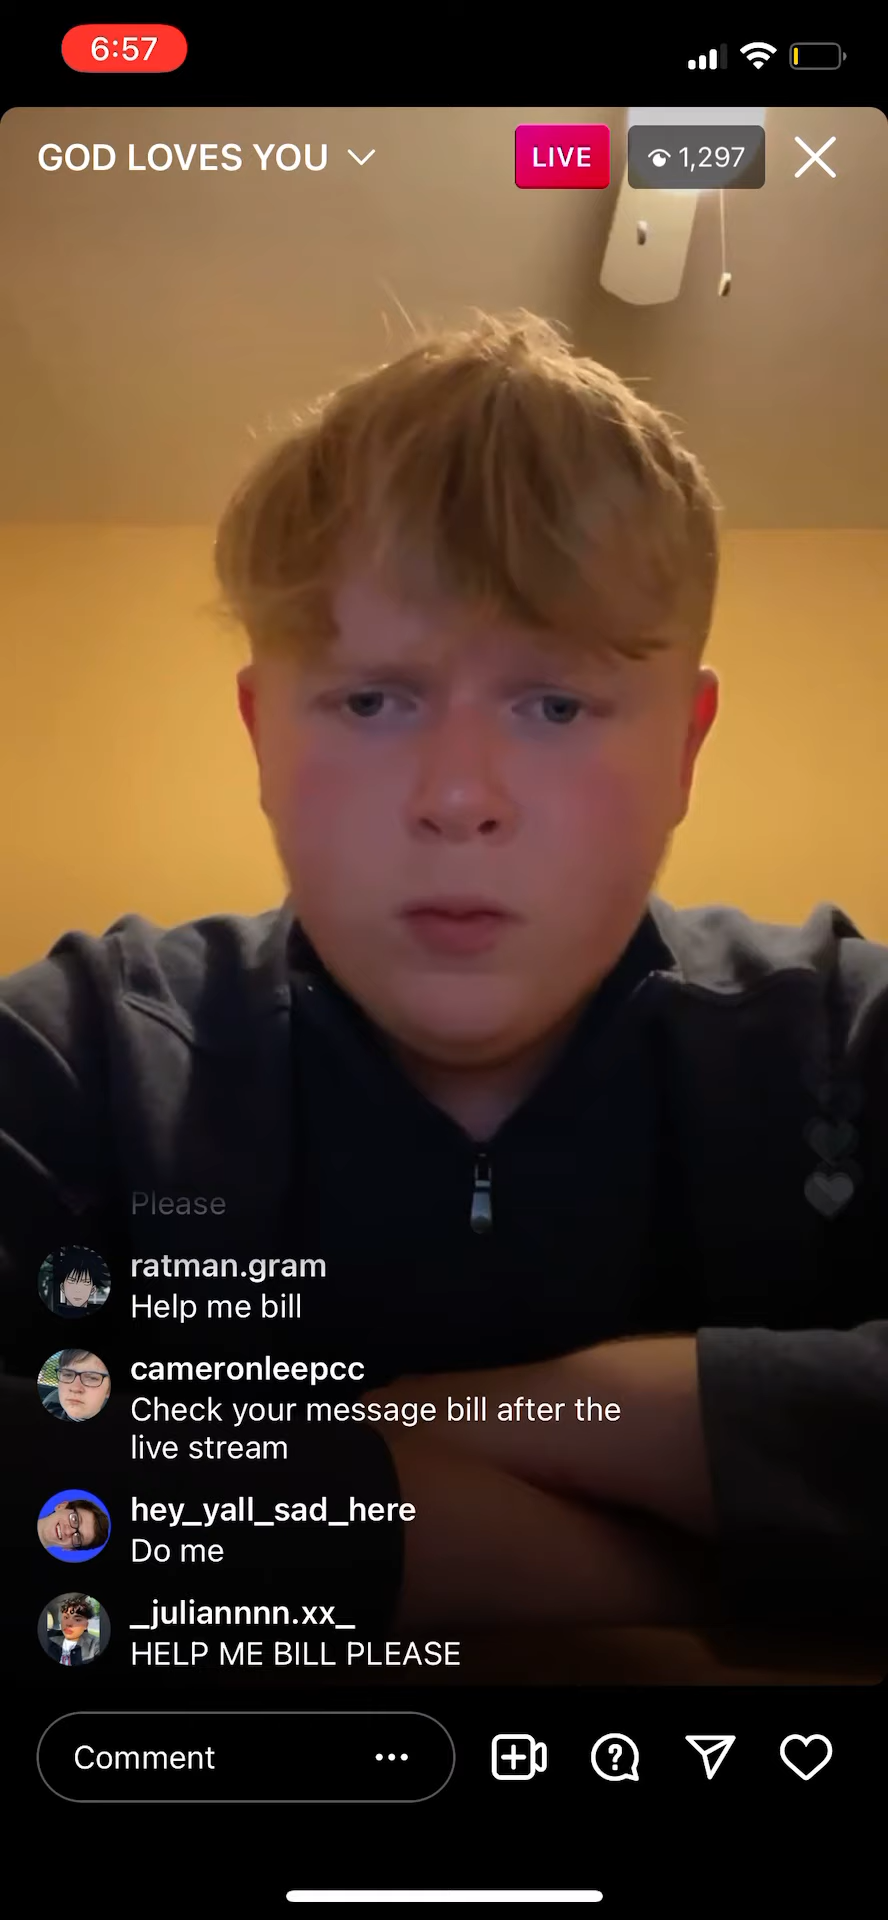 6:57
GOD LOVES YOU
LIVE
1,297
Please
ratman.gram
Help me bill
cameronleepcc
Check your message bill after the
live stream
hey_yall_sad_here
Do me
_juliannnn.xx_
HELP ME BILL PLEASE
Comment